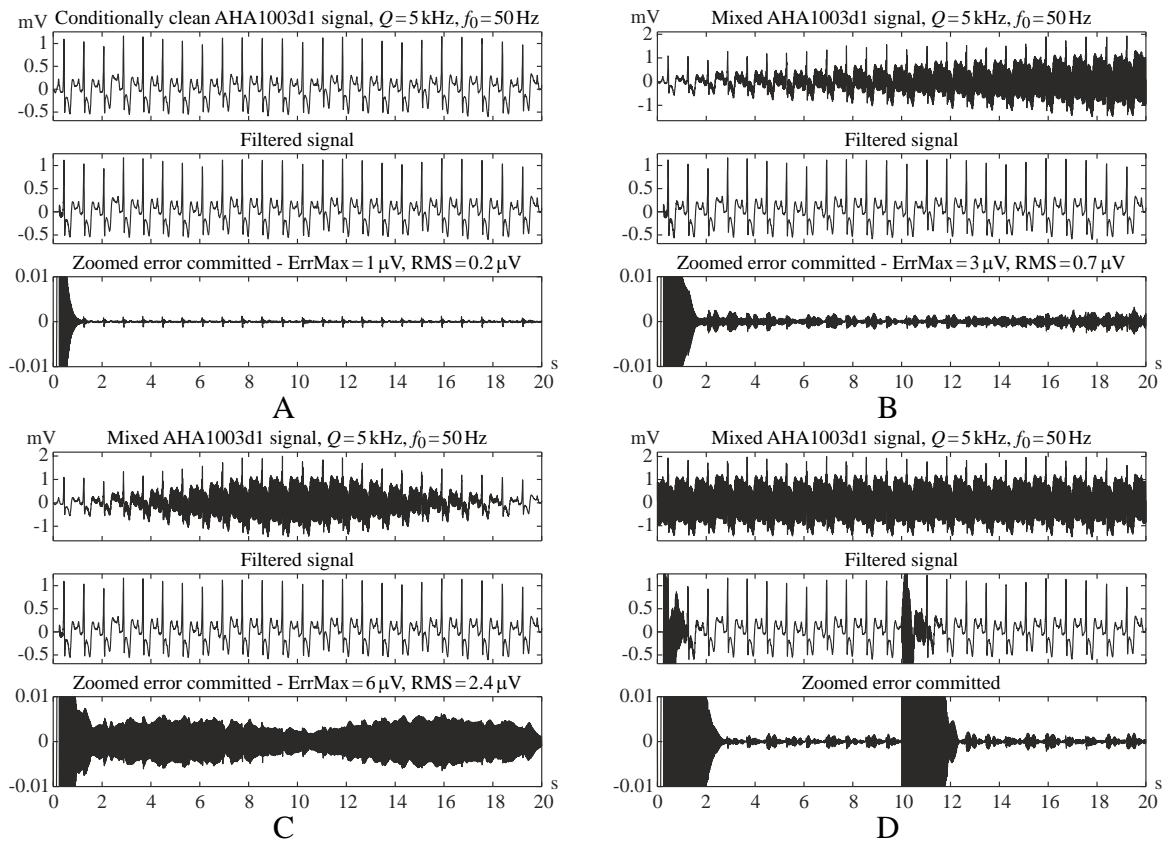 mV Conditionally clean AHA1003d1 signal, Q=5 kHz, f0=50 Hz
1
0.5
0
-0.5
Filtered signal
1
0.5
0
-0.5
Zoomed error committed - ErrMax=1 μV, RMS=0.2 μV
0.01
0
-0.01
0 2 4 6 8 10 12 14 16 18 20 s
A
mV Mixed AHA1003d1 signal, Q=5 kHz, f0=50 Hz
2
1
0
-1
Filtered signal
1
0.5
0
-0.5
Zoomed error committed - ErrMax=3 μV, RMS=0.7 μV
0.01
0
-0.01
0 2 4 6 8 10 12 14 16 18 20 s
B
mV Mixed AHA1003d1 signal, Q=5 kHz, f0=50 Hz
2
1
0
-1
Filtered signal
1
0.5
0
-0.5
Zoomed error committed - ErrMax=6 μV, RMS=2.4 μV
0.01
0
-0.01
0 2 4 6 8 10 12 14 16 18 20 s
C
mV Mixed AHA1003d1 signal, Q=5 kHz, f0=50 Hz
2
1
0
-1
Filtered signal
1
0.5
0
-0.5
Zoomed error committed
0.01
0
-0.01
0 2 4 6 8 10 12 14 16 18 20 s
D